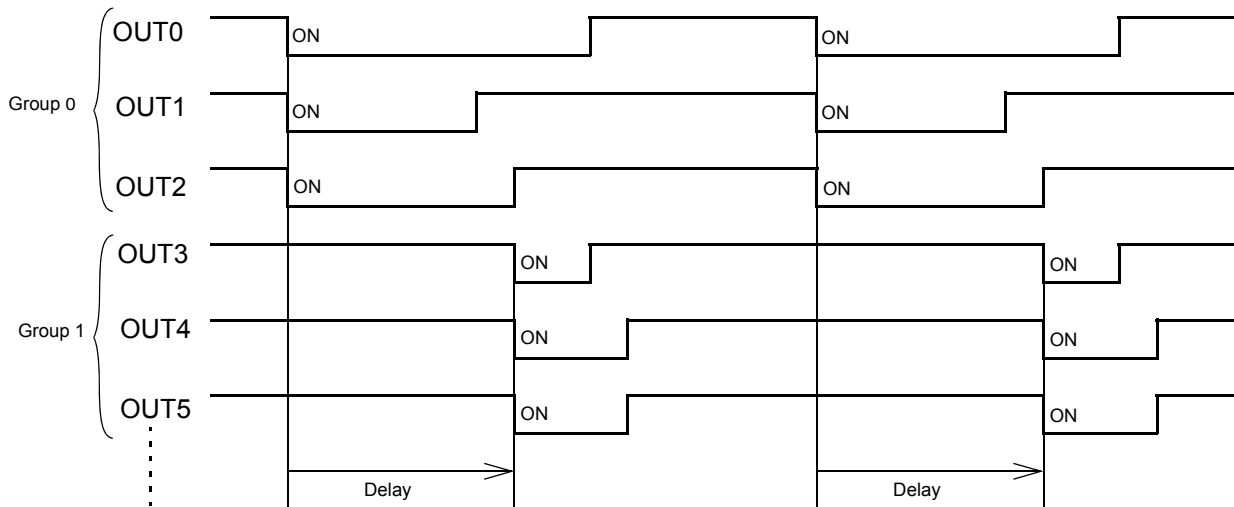 OUT0 ON ON
Group 0
OUT1 ON ON
OUT2 ON ON
OUT3 ON ON
Group 1
OUT4 ON ON
OUT5 ON ON
Delay Delay